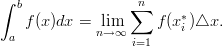 ∫_a^b f(x)dx = lim_{n→∞} ∑_{i=1}^n f(x_i^*)△x.